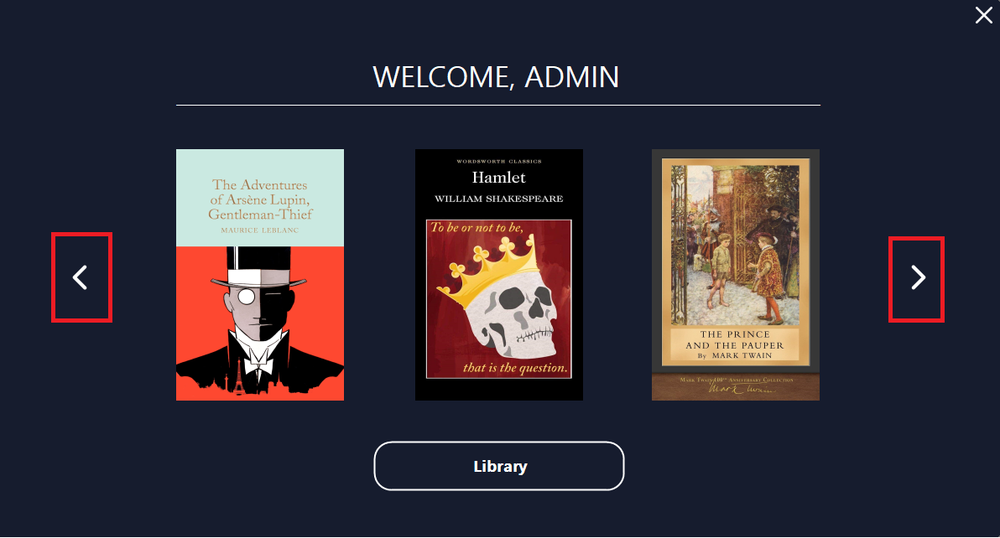 WELCOME, ADMIN
The Adventures
of Arsène Lupin,
Gentleman-Thief
MAURICE LEBLANC
WORDSWORTH CLASSICS
Hamlet
WILLIAM SHAKESPEARE
To be or not to be,
that is the question.
THE PRINCE
AND THE PAUPER
By MARK TWAIN
MARK TWAIN 100TH ANNIVERSARY COLLECTION
Mark Twain
Library